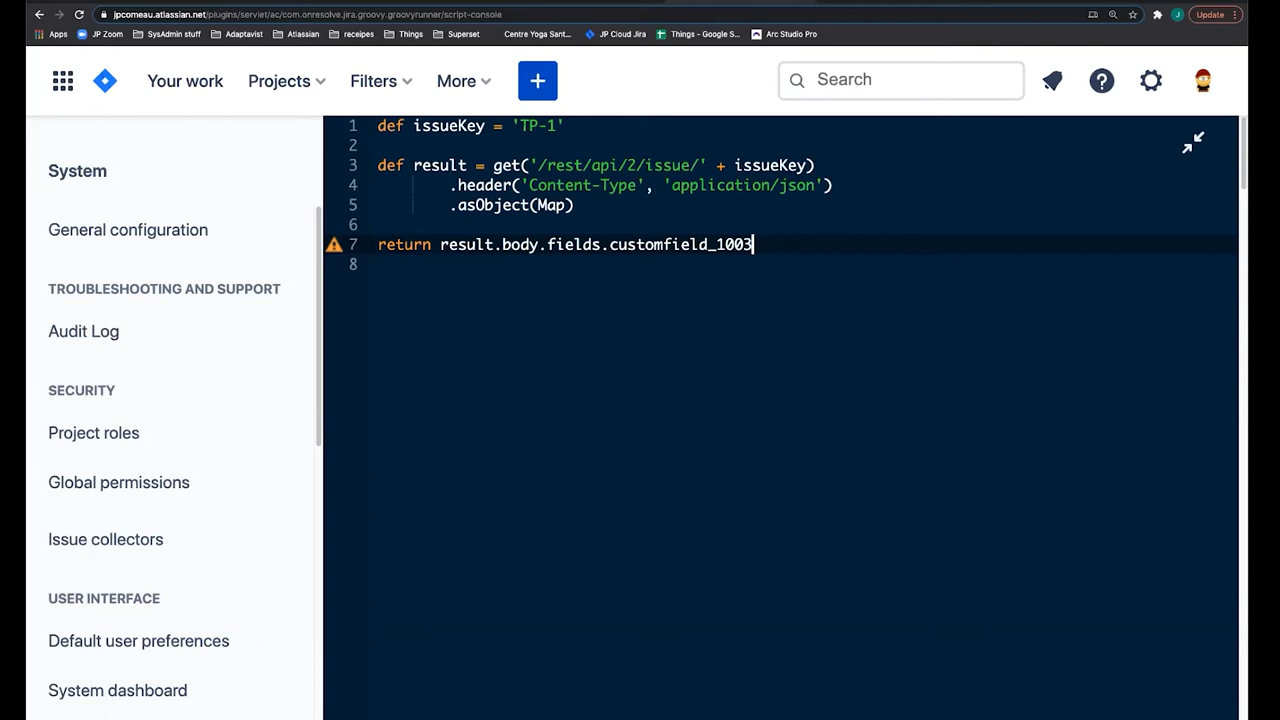 jpcomeau.atlassian.net/plugins/servlet/ac/com.onresolve.jira.groovy.groovyrunner/script-console
J
Update
Apps
JP Zoom
SysAdmin stuff
Adaptavist
Atlassian
receipes
Things
Superset
Centre Yoga Sant...
JP Cloud Jira
Things - Google S...
Arc Studio Pro
Your work
Projects
Filters
More
+
Search
System
General configuration
TROUBLESHOOTING AND SUPPORT
Audit Log
SECURITY
Project roles
Global permissions
Issue collectors
USER INTERFACE
Default user preferences
System dashboard
1 def issueKey = 'TP-1'
2
3 def result = get('/rest/api/2/issue/' + issueKey)
4 .header('Content-Type', 'application/json')
5 .asObject(Map)
6
7 return result.body.fields.customfield_1003
8